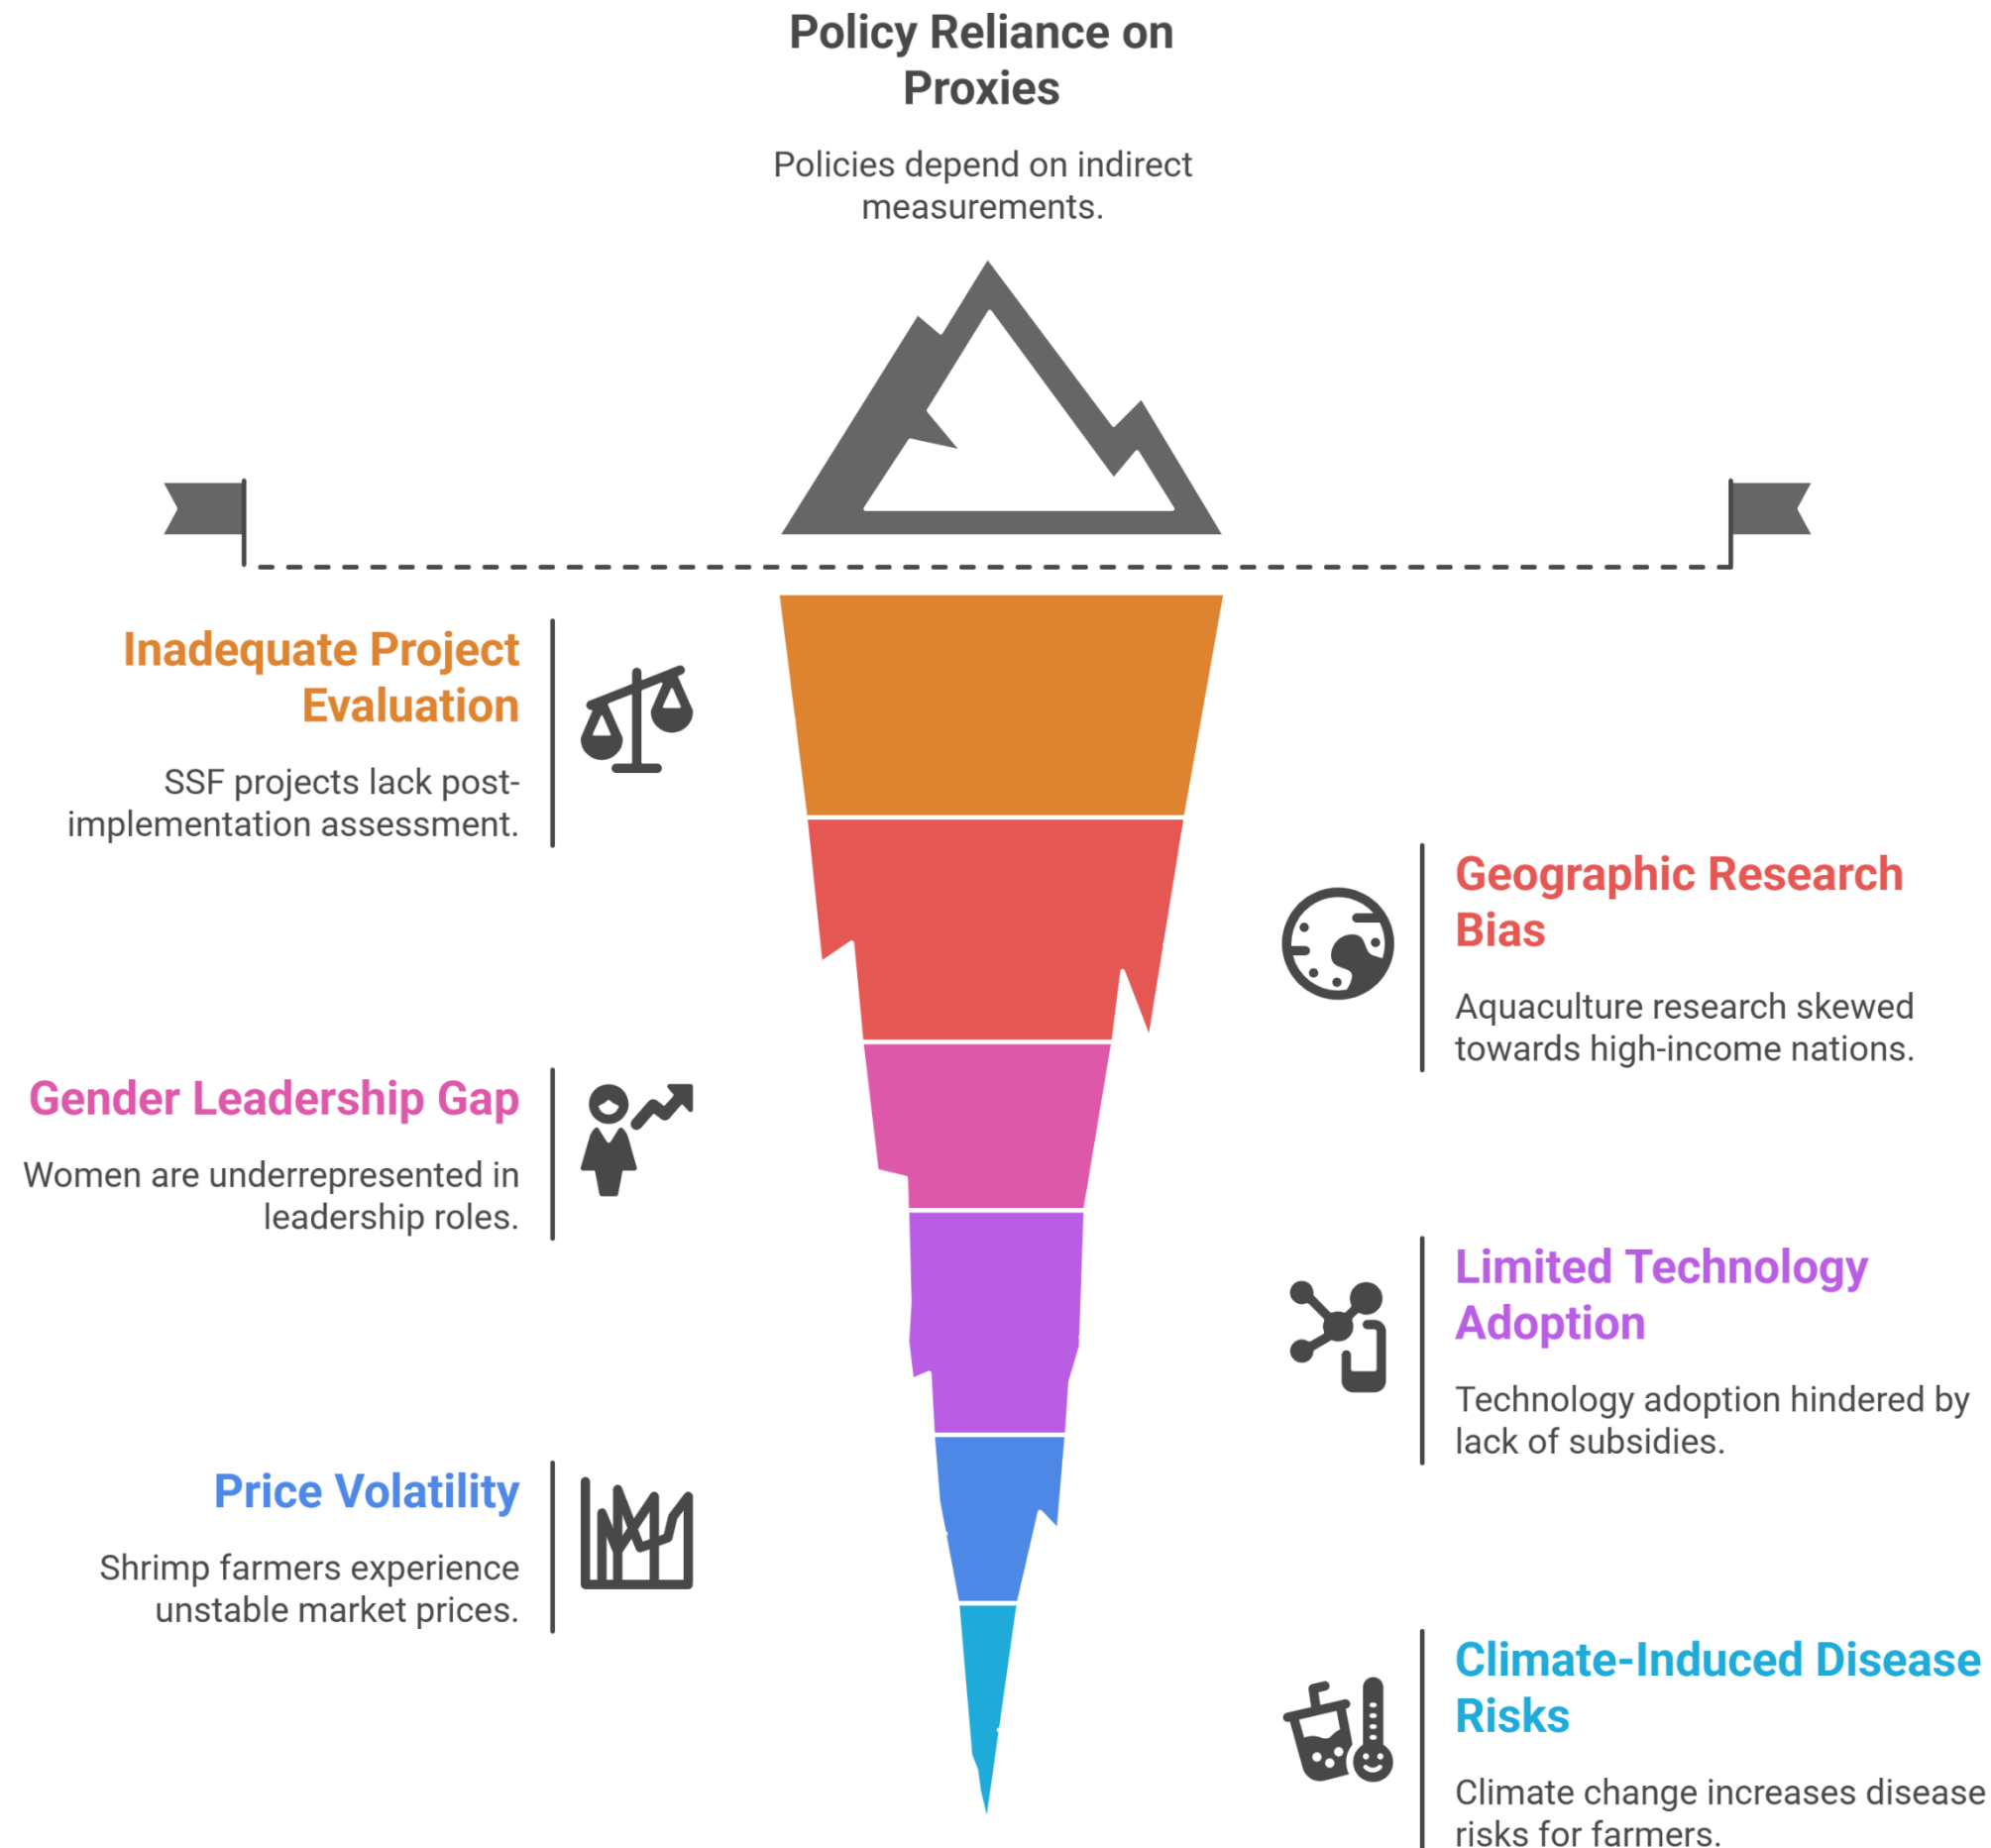 Policy Reliance on
Proxies
Policies depend on indirect
measurements.
Inadequate Project
Evaluation
SSF projects lack post-
implementation assessment.
Geographic Research
Bias
Aquaculture research skewed
towards high-income nations.
Gender Leadership Gap
Women are underrepresented in
leadership roles.
Limited Technology
Adoption
Technology adoption hindered by
lack of subsidies.
Price Volatility
Shrimp farmers experience
unstable market prices.
Climate-Induced Disease
Risks
Climate change increases disease
risks for farmers.